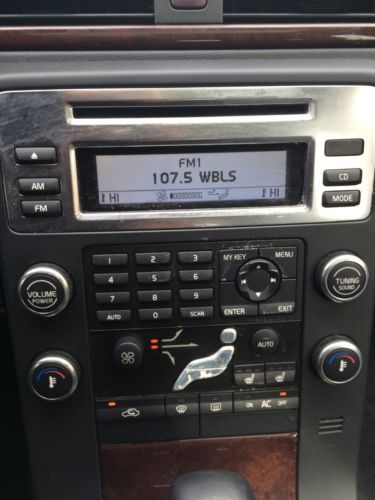 FM1
107.5 WBLS
HI
HI
AM
FM
CD
MODE
1 2 3
4 5 6
7 8 9
AUTO 0 SCAN
MY KEY MENU
ENTER EXIT
VOLUME
POWER
TUNING
SOUND
AUTO
ON AC OFF